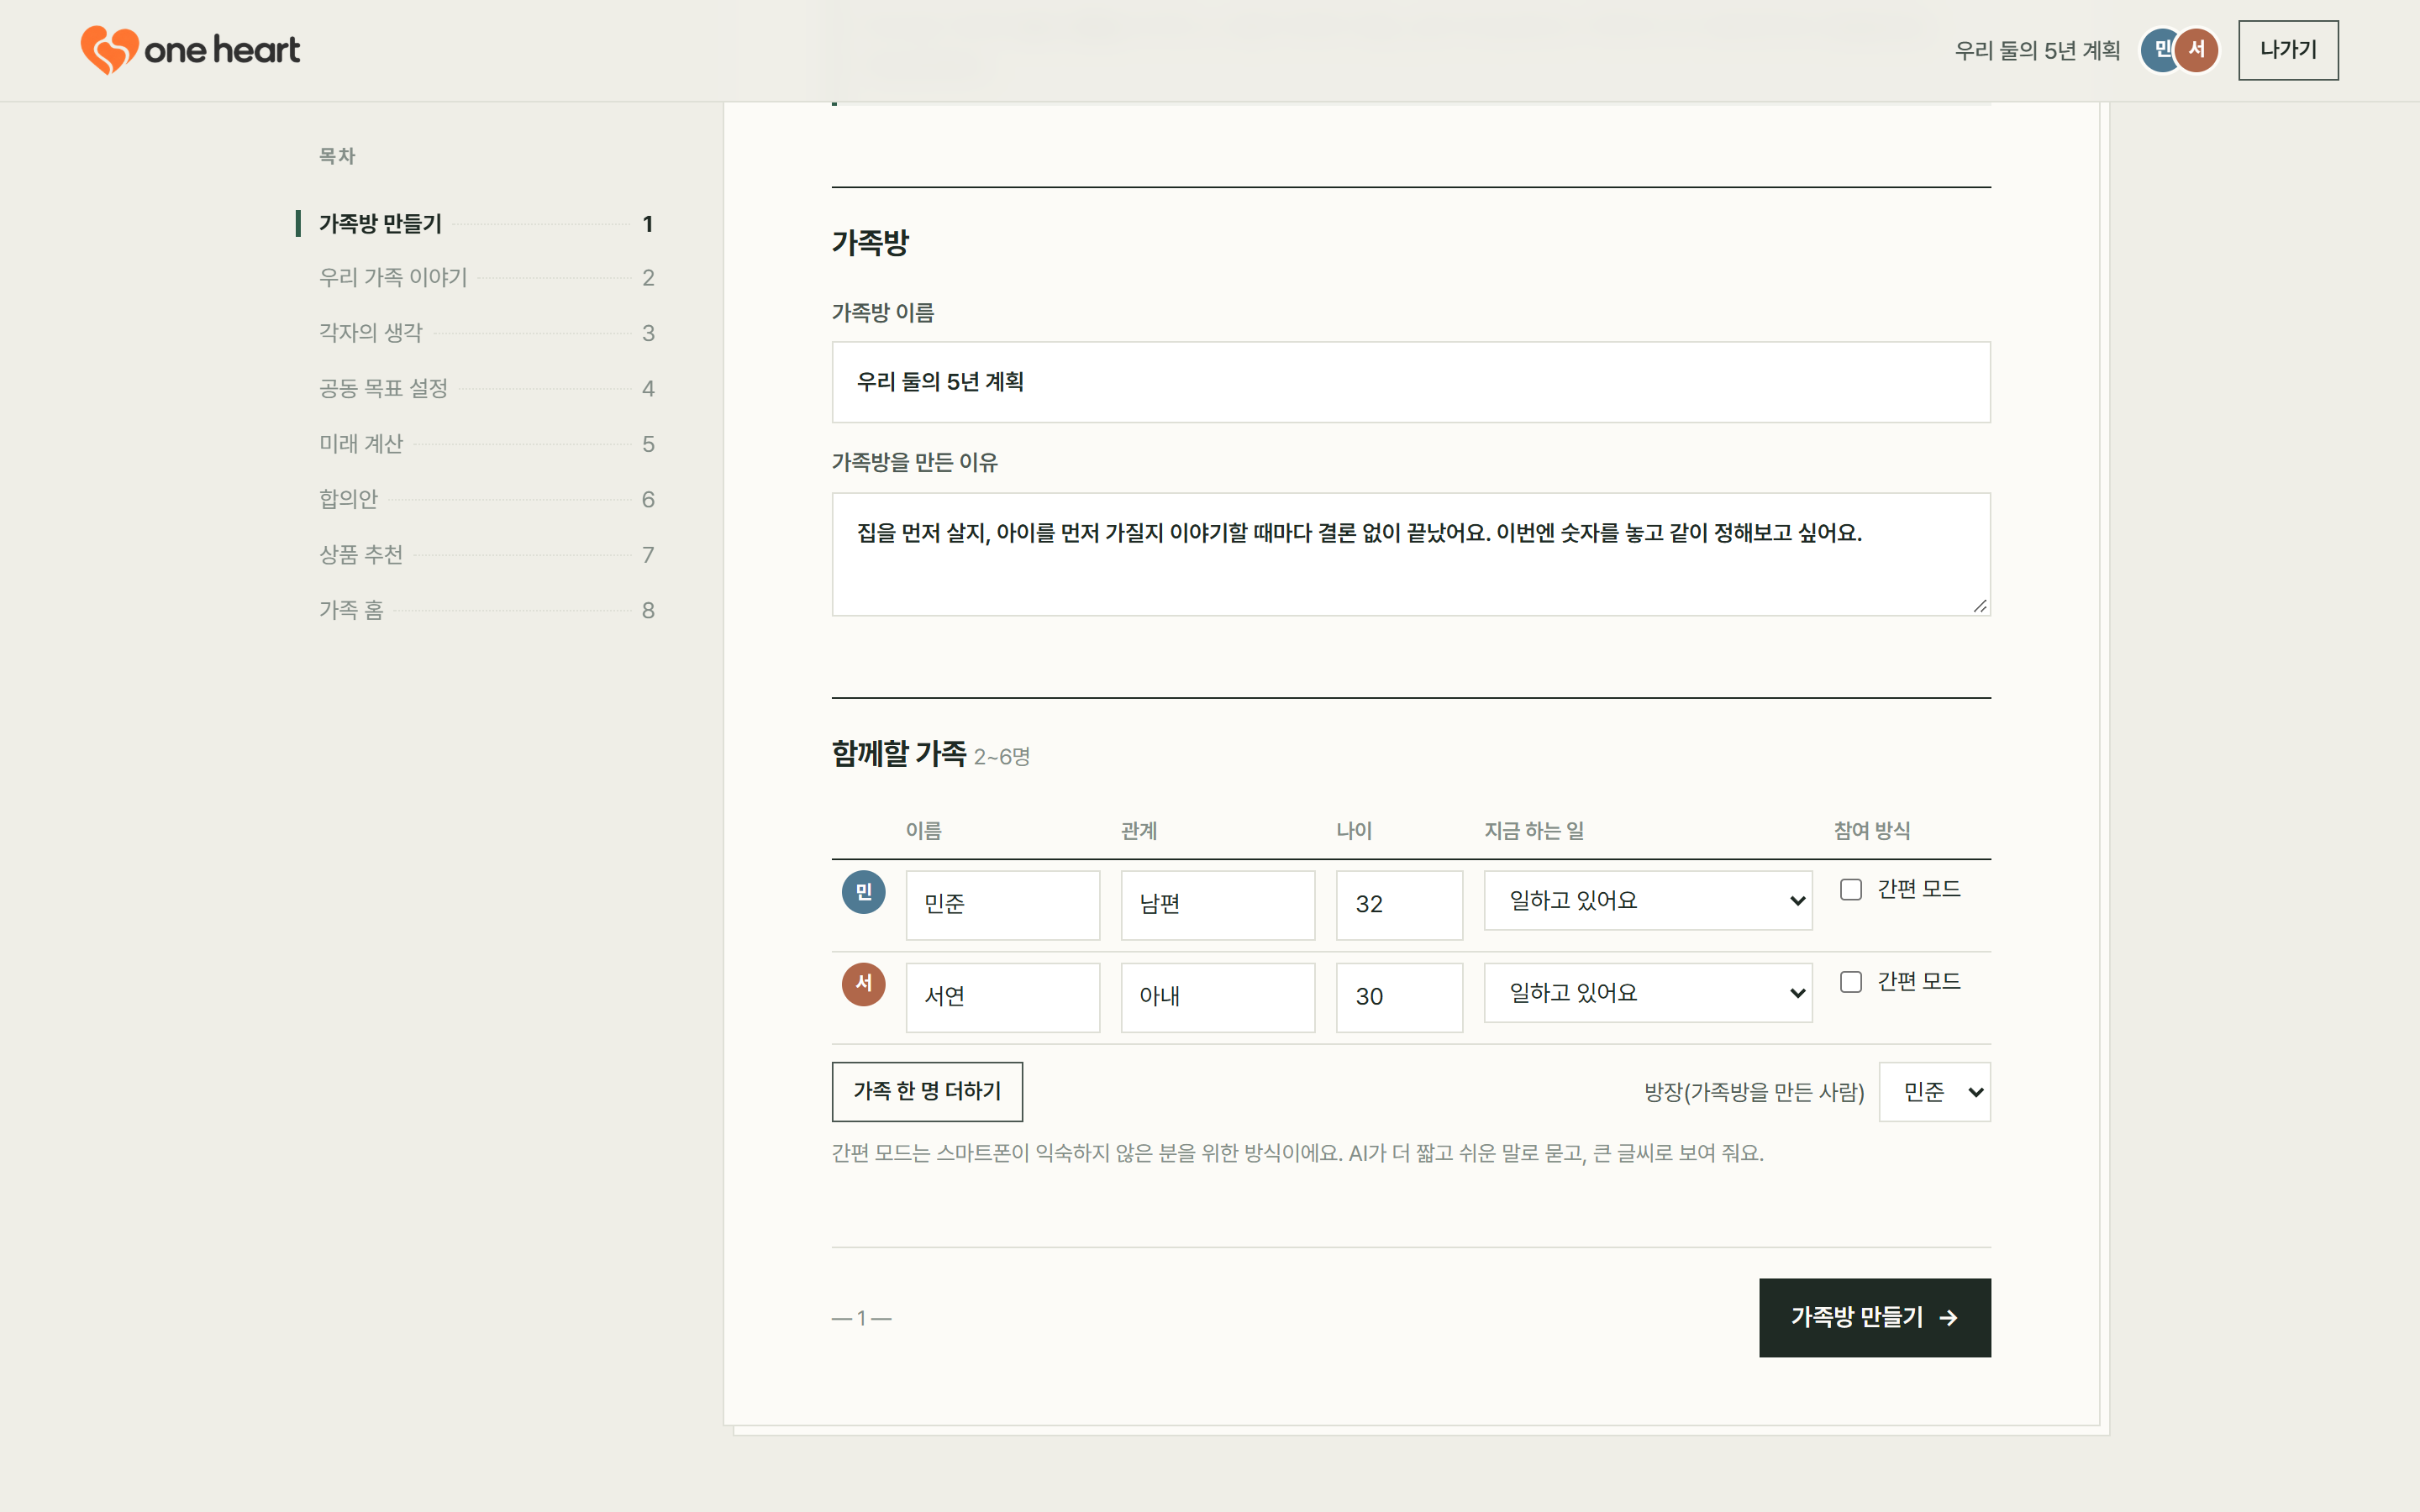 one heart
우리 둘의 5년 계획
민
서
나가기
목차
가족방 만들기 1
우리 가족 이야기 2
각자의 생각 3
공동 목표 설정 4
미래 계산 5
합의안 6
상품 추천 7
가족 홈 8
가족방
가족방 이름
우리 둘의 5년 계획
가족방을 만든 이유
집을 먼저 살지, 아이를 먼저 가질지 이야기할 때마다 결론 없이 끝났어요. 이번엔 숫자를 놓고 같이 정해보고 싶어요.
함께할 가족 2~6명
이름 관계 나이 지금 하는 일 참여 방식
민 민준 남편 32 일하고 있어요 간편 모드
서 서연 아내 30 일하고 있어요 간편 모드
가족 한 명 더하기 방장(가족방을 만든 사람) 민준
간편 모드는 스마트폰이 익숙하지 않은 분을 위한 방식이에요. AI가 더 짧고 쉬운 말로 묻고, 큰 글씨로 보여 줘요.
— 1 —
가족방 만들기 →